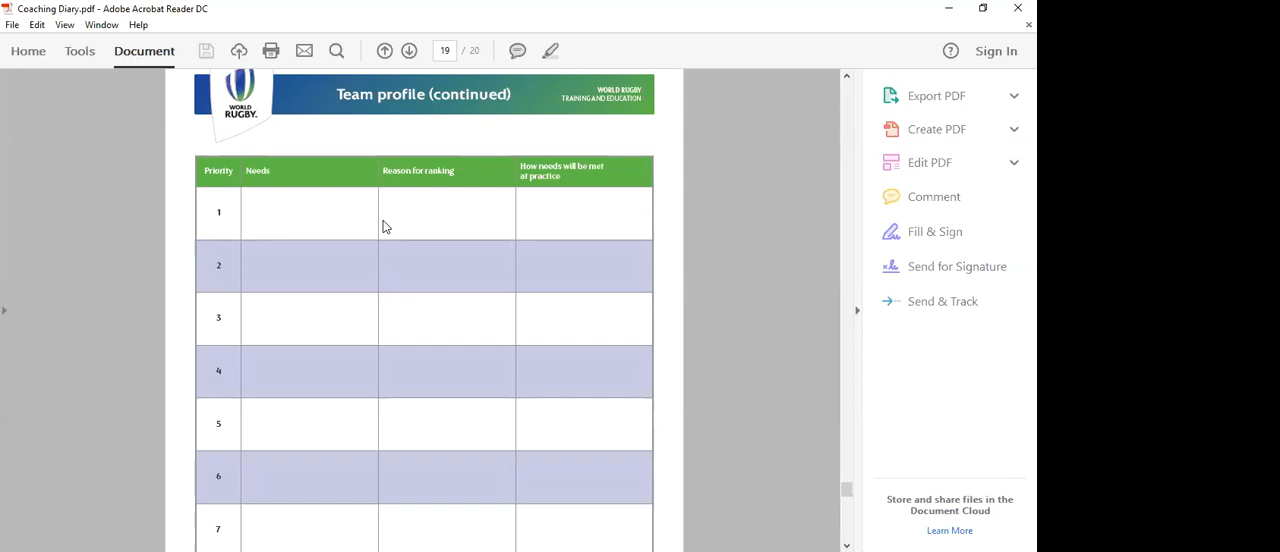 Coaching Diary.pdf - Adobe Acrobat Reader DC
File Edit View Window Help
Home Tools Document 19 / 20 Sign In
WORLD RUGBY.
Team profile (continued)
WORLD RUGBY
TRAINING AND EDUCATION
Priority Needs Reason for ranking How needs will be met
at practice
1
2
3
4
5
6
7
Export PDF
Create PDF
Edit PDF
Comment
Fill & Sign
Send for Signature
Send & Track
Store and share files in the
Document Cloud
Learn More